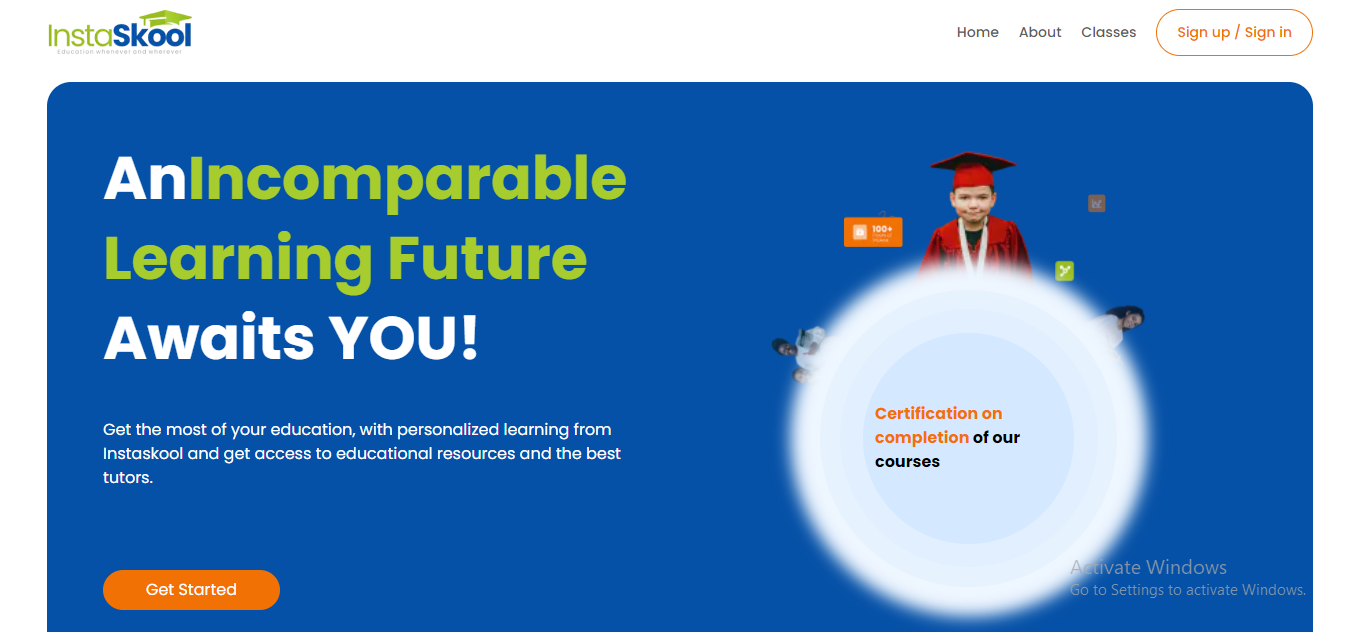 InstaSkool
Education whenever and wherever
Home
About
Classes
Sign up / Sign in
AnIncomparable
Learning Future
Awaits YOU!
Get the most of your education, with personalized learning from
Instaskool and get access to educational resources and the best
tutors.
Get Started
100+
Certification on
completion of our
courses
Activate Windows
Go to Settings to activate Windows.